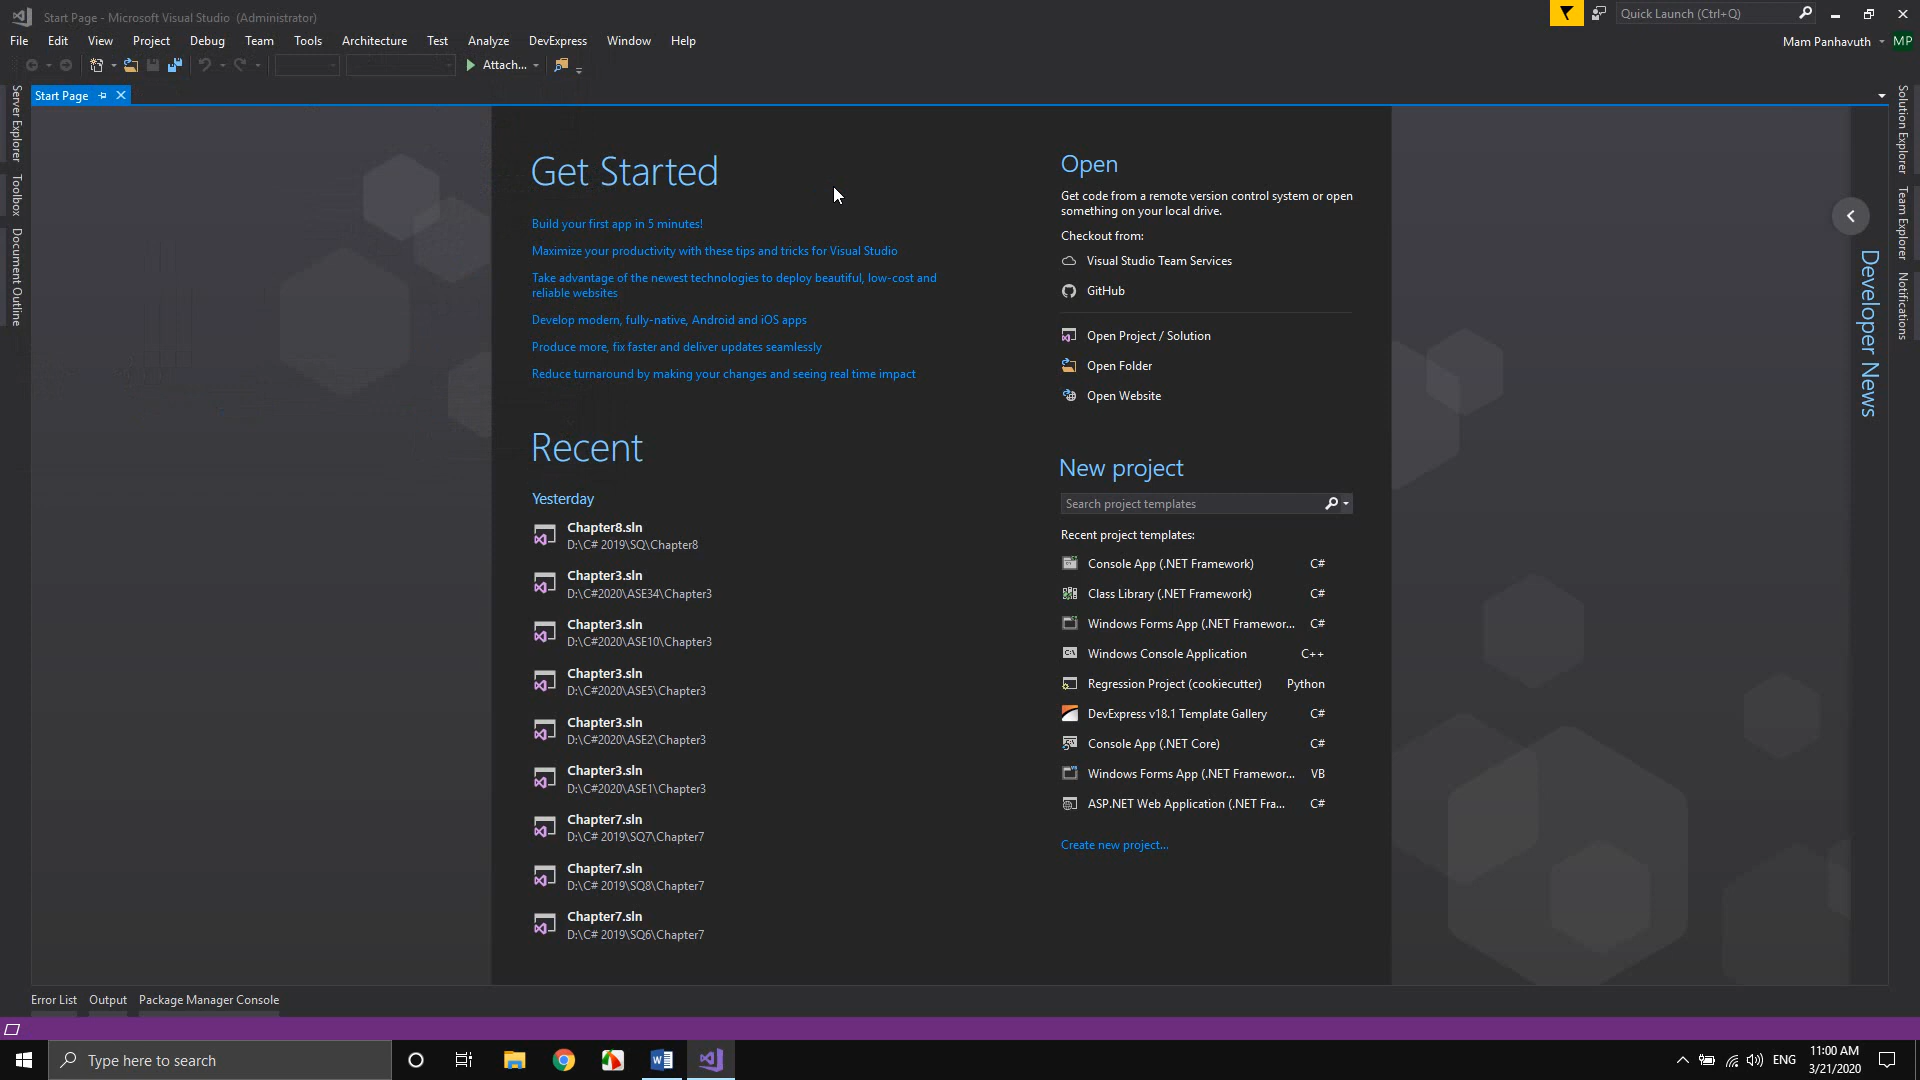 Start Page - Microsoft Visual Studio (Administrator)
Quick Launch (Ctrl+Q)
File Edit View Project Debug Team Tools Architecture Test Analyze DevExpress Window Help
Mam Panhavuth MP
Attach...
Start Page
Server Explorer
Toolbox
Document Outline
Get Started
Build your first app in 5 minutes!
Maximize your productivity with these tips and tricks for Visual Studio
Take advantage of the newest technologies to deploy beautiful, low-cost and
reliable websites
Develop modern, fully-native, Android and iOS apps
Produce more, fix faster and deliver updates seamlessly
Reduce turnaround by making your changes and seeing real time impact
Recent
Yesterday
Chapter8.sln
D:\C# 2019\SQ\Chapter8
Chapter3.sln
D:\C#2020\ASE34\Chapter3
Chapter3.sln
D:\C#2020\ASE10\Chapter3
Chapter3.sln
D:\C#2020\ASE5\Chapter3
Chapter3.sln
D:\C#2020\ASE2\Chapter3
Chapter3.sln
D:\C#2020\ASE1\Chapter3
Chapter7.sln
D:\C# 2019\SQ7\Chapter7
Chapter7.sln
D:\C# 2019\SQ8\Chapter7
Chapter7.sln
D:\C# 2019\SQ6\Chapter7
Open
Get code from a remote version control system or open
something on your local drive.
Checkout from:
Visual Studio Team Services
GitHub
Open Project / Solution
Open Folder
Open Website
New project
Search project templates
Recent project templates:
Console App (.NET Framework) C#
Class Library (.NET Framework) C#
Windows Forms App (.NET Framewor... C#
Windows Console Application C++
Regression Project (cookiecutter) Python
DevExpress v18.1 Template Gallery C#
Console App (.NET Core) C#
Windows Forms App (.NET Framewor... VB
ASP.NET Web Application (.NET Fra... C#
Create new project...
Developer News
Solution Explorer
Team Explorer
Notifications
Error List Output Package Manager Console
Type here to search
ENG
11:00 AM
3/21/2020